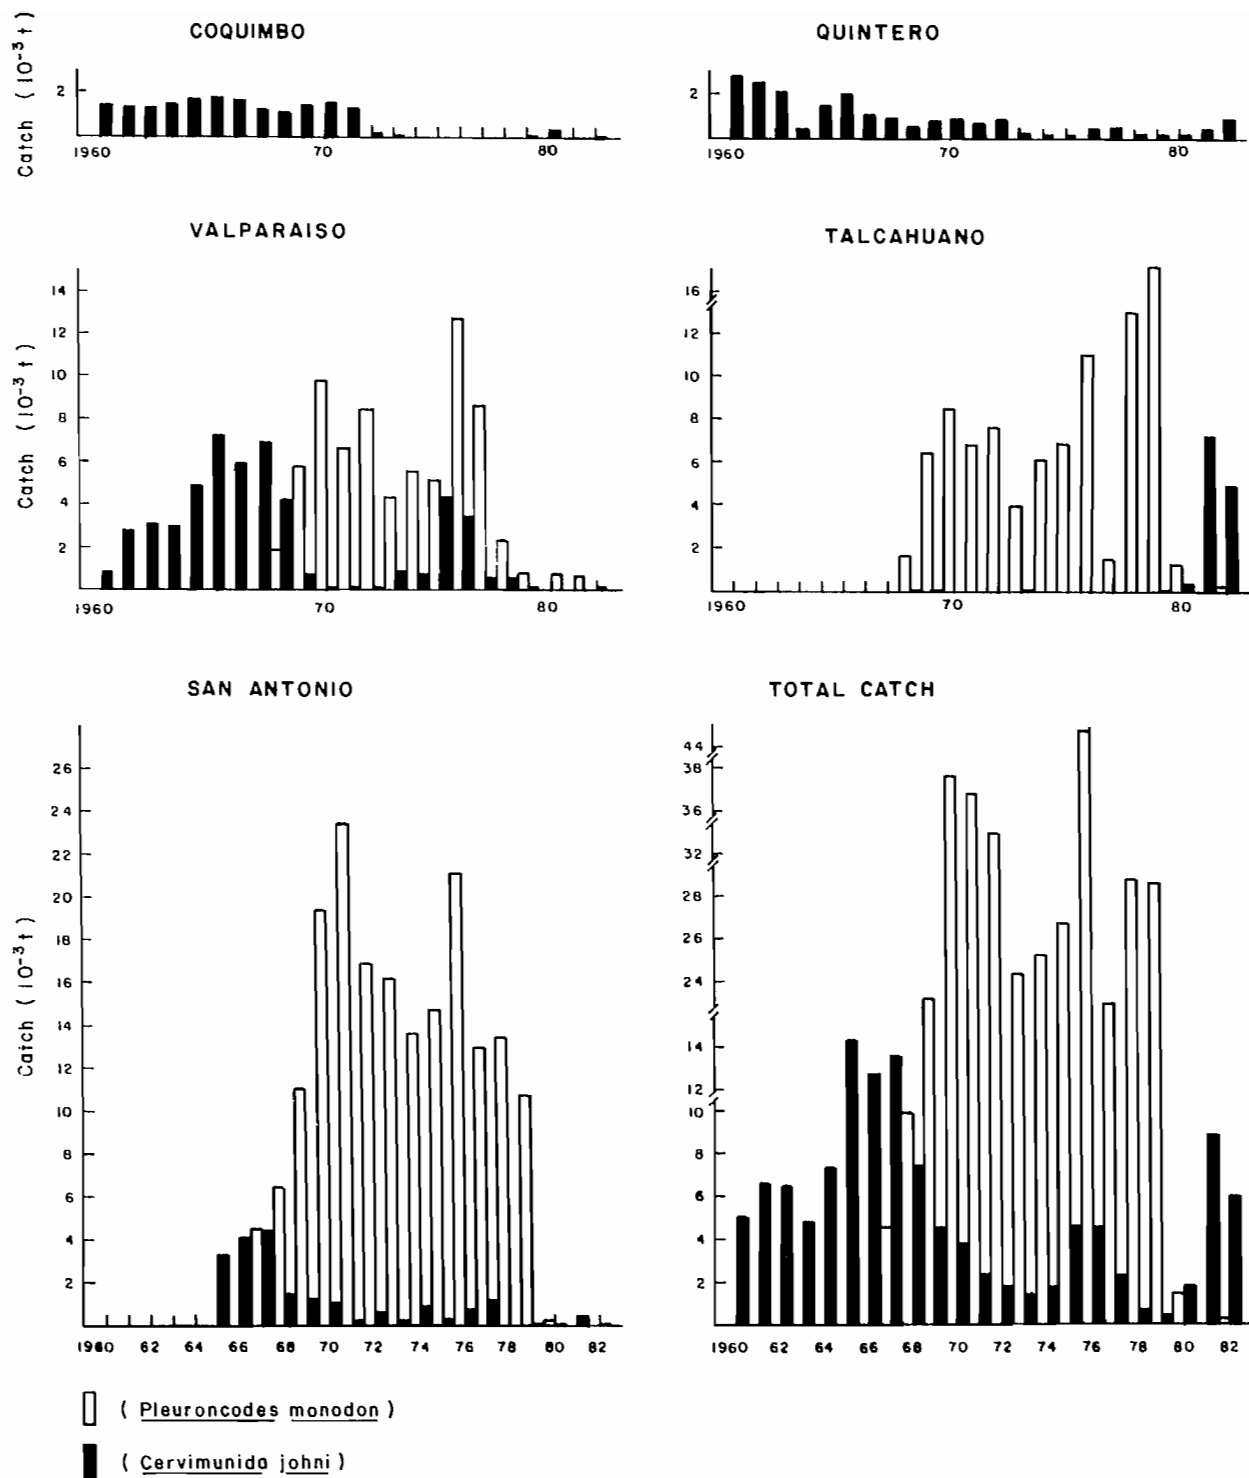 COQUIMBO
Catch (10⁻³ t)
2
1960 70 80
QUINTERO
2
1960 70 80
VALPARAISO
Catch (10⁻³ t)
14
12
10
8
6
4
2
1960 70 80
TALCAHUANO
16
12
10
8
6
4
2
1960 70 80
SAN ANTONIO
Catch (10⁻³ t)
26
24
22
20
18
16
14
12
10
8
6
4
2
1960 62 64 66 68 70 72 74 76 78 80 82
TOTAL CATCH
44
38
36
32
28
26
24
14
12
10
8
6
4
2
1960 62 64 66 68 70 72 74 76 78 80 82
( Pleuroncodes monodon )
( Cervimunida johni )